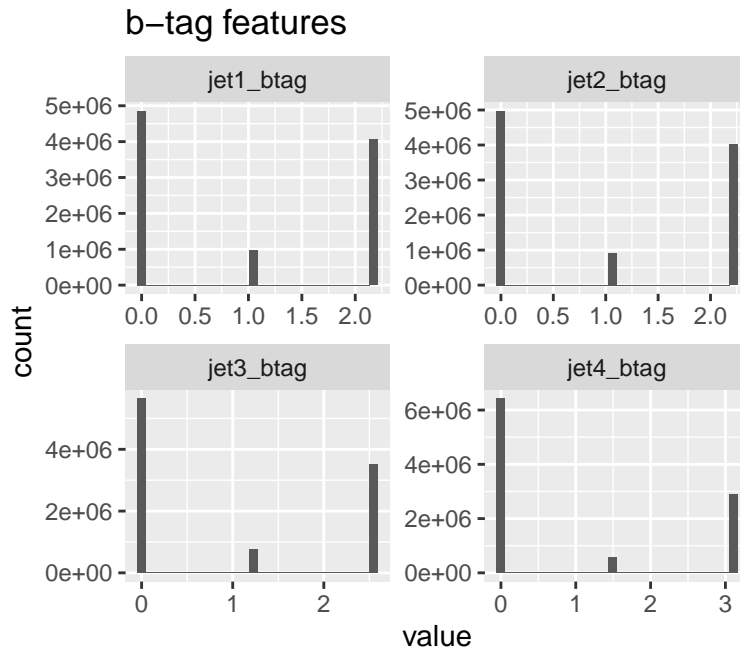 b−tag features
jet1_btag
jet2_btag
5e+06
4e+06
3e+06
2e+06
1e+06
0e+00
0.0 0.5 1.0 1.5 2.0
5e+06
4e+06
3e+06
2e+06
1e+06
0e+00
0.0 0.5 1.0 1.5 2.0
count
jet3_btag
jet4_btag
4e+06
2e+06
0e+00
0 1 2
6e+06
4e+06
2e+06
0e+00
0 1 2 3
value